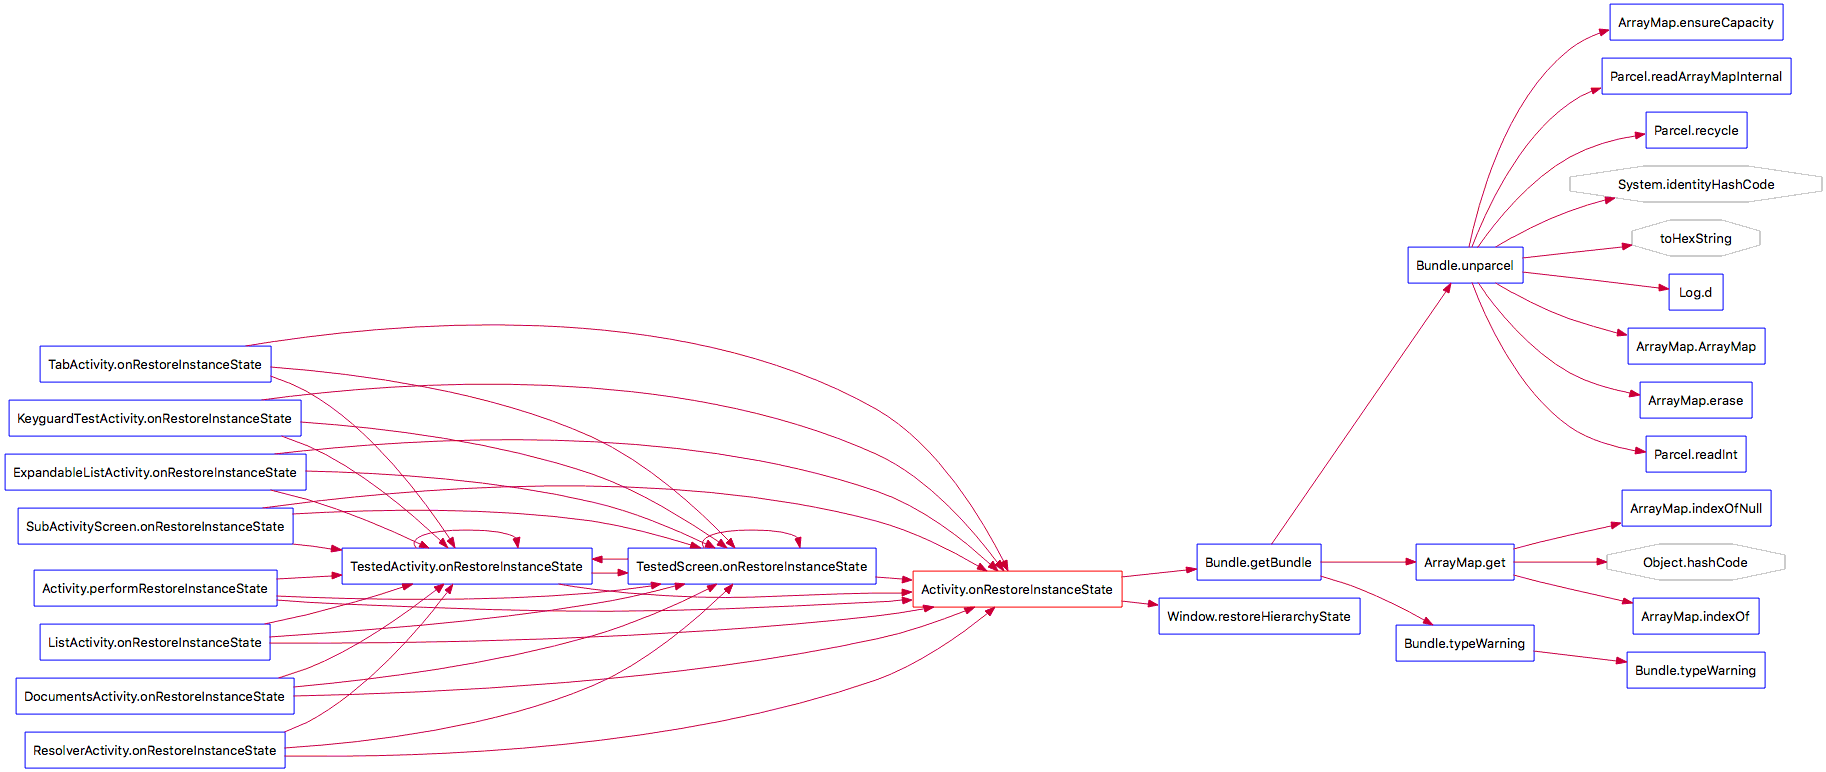 ArrayMap.ensureCapacity
Parcel.readArrayMapInternal
Parcel.recycle
System.identityHashCode
toHexString
Bundle.unparcel
Log.d
ArrayMap.ArrayMap
TabActivity.onRestoreInstanceState
ArrayMap.erase
KeyguardTestActivity.onRestoreInstanceState
Parcel.readInt
ExpandableListActivity.onRestoreInstanceState
ArrayMap.indexOfNull
SubActivityScreen.onRestoreInstanceState
TestedActivity.onRestoreInstanceState
TestedScreen.onRestoreInstanceState
Bundle.getBundle
ArrayMap.get
Object.hashCode
Activity.performRestoreInstanceState
Activity.onRestoreInstanceState
Window.restoreHierarchyState
ArrayMap.indexOf
ListActivity.onRestoreInstanceState
Bundle.typeWarning
Bundle.typeWarning
DocumentsActivity.onRestoreInstanceState
ResolverActivity.onRestoreInstanceState